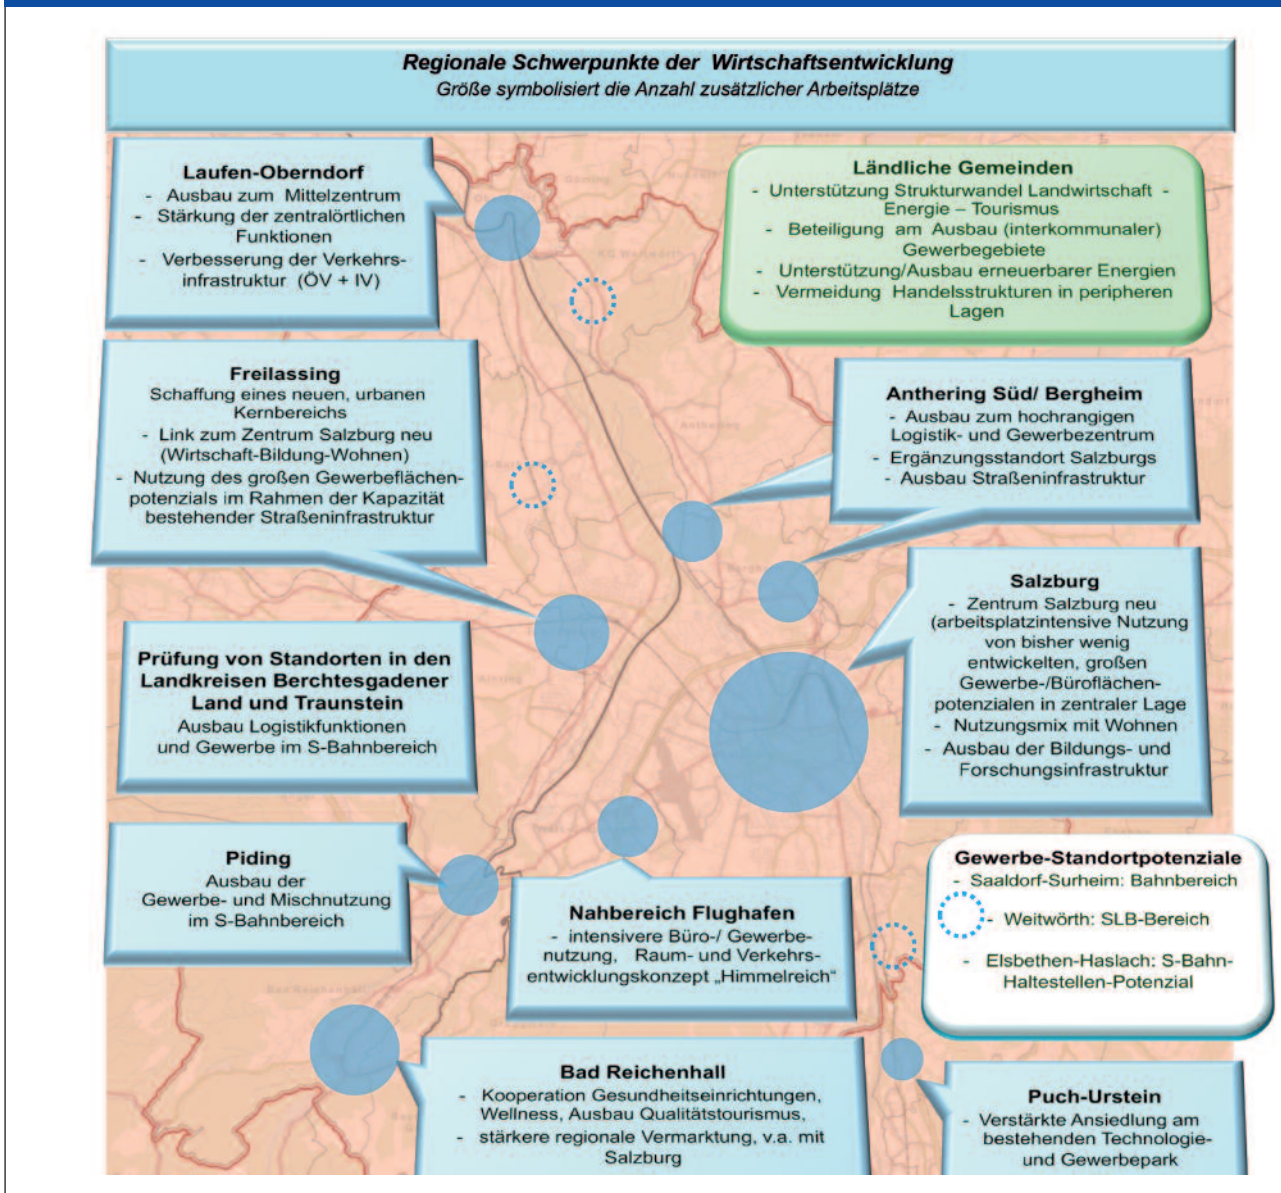 Regionale Schwerpunkte der Wirtschaftsentwicklung
Größe symbolisiert die Anzahl zusätzlicher Arbeitsplätze
Laufen-Oberndorf
- Ausbau zum Mittelzentrum
- Stärkung der zentralörtlichen
Funktionen
- Verbesserung der Verkehrs-
infrastruktur (ÖV + IV)
Ländliche Gemeinden
- Unterstützung Strukturwandel Landwirtschaft -
Energie – Tourismus
- Beteiligung am Ausbau (interkommunaler)
Gewerbegebiete
- Unterstützung/Ausbau erneuerbarer Energien
- Vermeidung Handelsstrukturen in peripheren
Lagen
Freilassing
Schaffung eines neuen, urbanen
Kernbereichs
- Link zum Zentrum Salzburg neu
(Wirtschaft-Bildung-Wohnen)
- Nutzung des großen Gewerbeflächen-
potenzials im Rahmen der Kapazität
bestehender Straßeninfrastruktur
Anthering Süd/ Bergheim
- Ausbau zum hochrangigen
Logistik- und Gewerbezentrum
- Ergänzungsstandort Salzburgs
- Ausbau Straßeninfrastruktur
Anthering
Salzburg
- Zentrum Salzburg neu
(arbeitsplatzintensive Nutzung
von bisher wenig
entwickelten, großen
Gewerbe-/Büroflächen-
potenzialen in zentraler Lage
- Nutzungsmix mit Wohnen
- Ausbau der Bildungs- und
Forschungsinfrastruktur
Prüfung von Standorten in den
Landkreisen Berchtesgadener
Land und Traunstein
Ausbau Logistikfunktionen
und Gewerbe im S-Bahnbereich
Piding
Ausbau der
Gewerbe- und Mischnutzung
im S-Bahnbereich
Nahbereich Flughafen
- intensivere Büro-/ Gewerbe-
nutzung, Raum- und Verkehrs-
entwicklungskonzept „Himmelreich“
Gewerbe-Standortpotenziale
- Saaldorf-Surheim: Bahnbereich
- Weitwörth: SLB-Bereich
- Elsbethen-Haslach: S-Bahn-
Haltestellen-Potenzial
Bad Reichenhall
Bad Reichenhall
- Kooperation Gesundheitseinrichtungen,
Wellness, Ausbau Qualitätstourismus,
- stärkere regionale Vermarktung, v.a. mit
Salzburg
Puch-Urstein
- Verstärkte Ansiedlung am
bestehenden Technologie-
und Gewerbepark